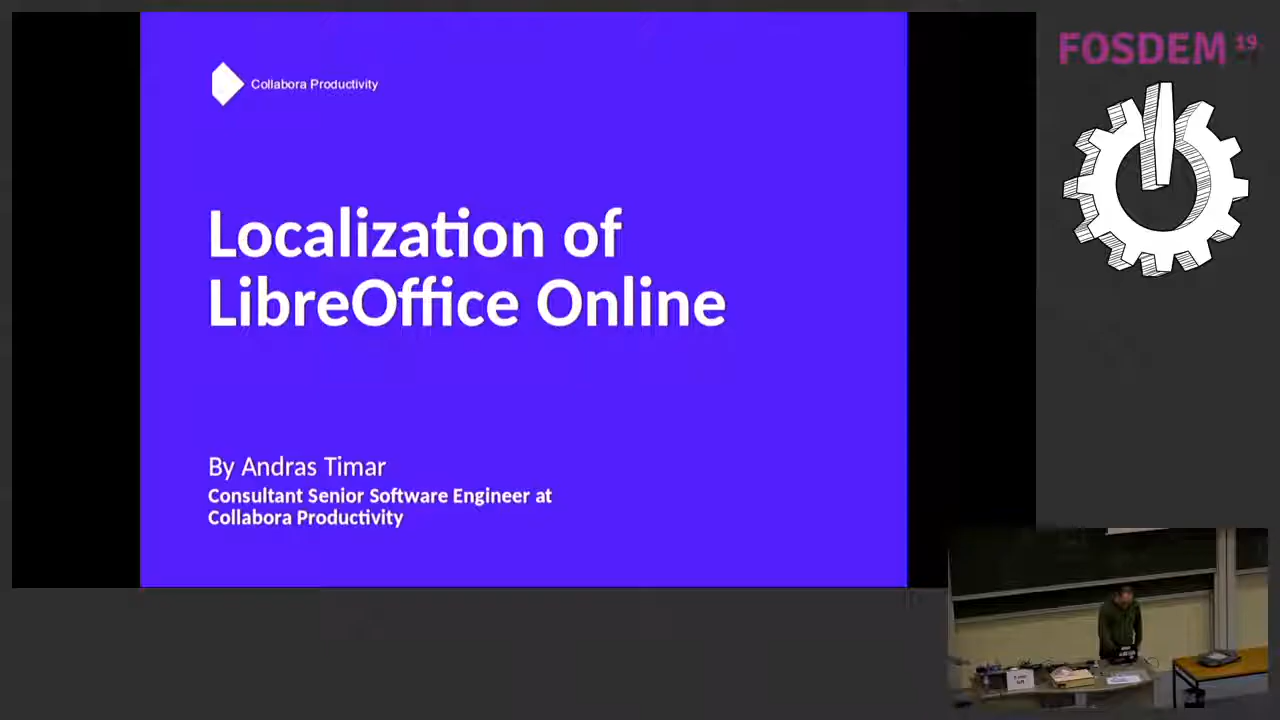 Collabora Productivity
FOSDEM 19
Localization of
LibreOffice Online
By Andras Timar
Consultant Senior Software Engineer at
Collabora Productivity